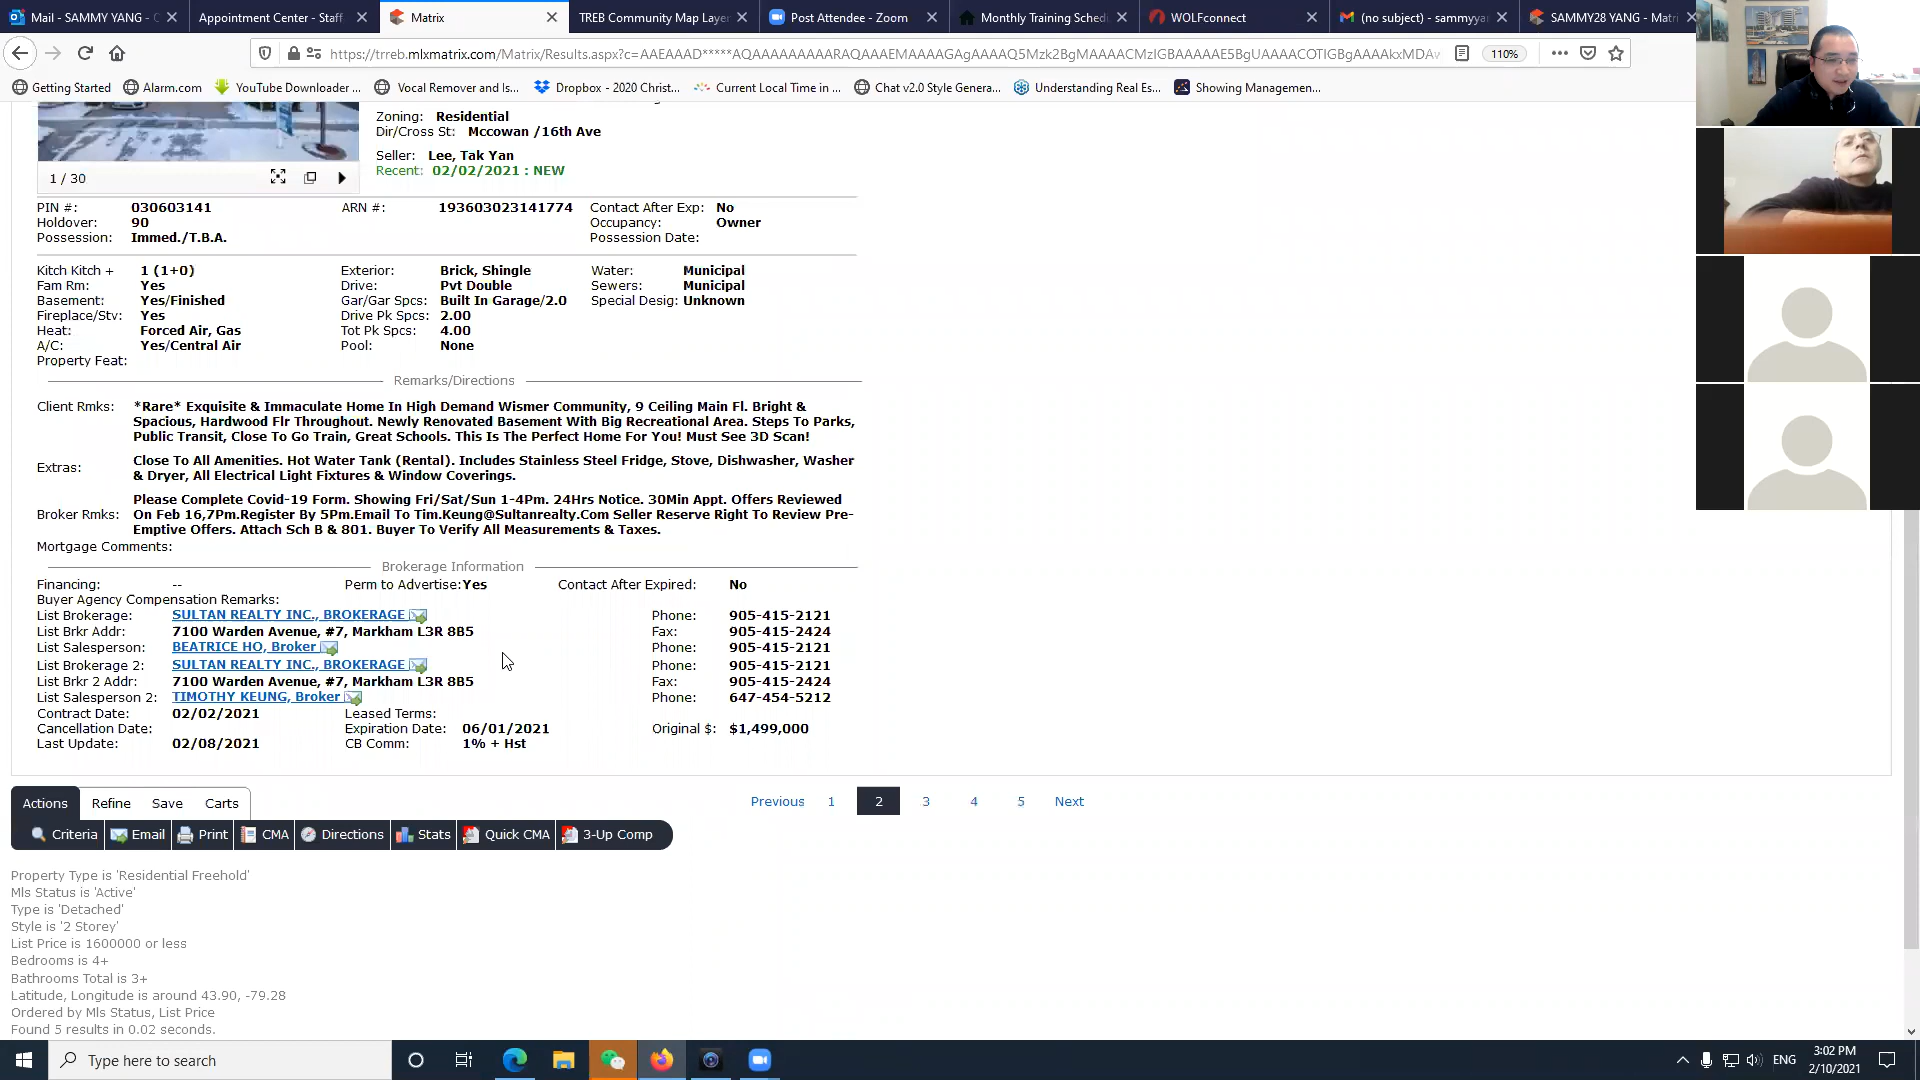 Mail - SAMMY YANG - Appointment Center - Staff Matrix TREB Community Map Laye Post Attendee - Zoom Monthly Training Sched WOLFconnect (no subject) - sammyya SAMMY28 YANG - Matri
https://trreb.mlxmatrix.com/Matrix/Results.aspx?c=AAEAAAD*****AQAAAAAAAAARAQAAAEMAAAAGAgAAAAQ5Mzk2BgMAAAACMzIGBAAAAAE5BgUAAAACOTIGBgAAAAkxMDAw 110%
Getting Started Alarm.com YouTube Downloader ... Vocal Remover and Is... Dropbox - 2020 Christ... Current Local Time in ... Chat v2.0 Style Genera... Understanding Real Es... Showing Managemen...
Zoning: Residential
Dir/Cross St: Mccowan /16th Ave
Seller: Lee, Tak Yan
Recent: 02/02/2021 : NEW
1 / 30
PIN #: 030603141 ARN #: 193603023141774 Contact After Exp: No
Holdover: 90 Occupancy: Owner
Possession: Immed./T.B.A. Possession Date:
Kitch Kitch + 1 (1+0) Exterior: Brick, Shingle Water: Municipal
Fam Rm: Yes Drive: Pvt Double Sewers: Municipal
Basement: Yes/Finished Gar/Gar Spcs: Built In Garage/2.0 Special Desig: Unknown
Fireplace/Stv: Yes Drive Pk Spcs: 2.00
Heat: Forced Air, Gas Tot Pk Spcs: 4.00
A/C: Yes/Central Air Pool: None
Property Feat:
Remarks/Directions
Client Rmks: *Rare* Exquisite & Immaculate Home In High Demand Wismer Community, 9 Ceiling Main Fl. Bright &
Spacious, Hardwood Flr Throughout. Newly Renovated Basement With Big Recreational Area. Steps To Parks,
Public Transit, Close To Go Train, Great Schools. This Is The Perfect Home For You! Must See 3D Scan!
Extras: Close To All Amenities. Hot Water Tank (Rental). Includes Stainless Steel Fridge, Stove, Dishwasher, Washer
& Dryer, All Electrical Light Fixtures & Window Coverings.
Please Complete Covid-19 Form. Showing Fri/Sat/Sun 1-4Pm. 24Hrs Notice. 30Min Appt. Offers Reviewed
Broker Rmks: On Feb 16,7Pm.Register By 5Pm.Email To Tim.Keung@Sultanrealty.Com Seller Reserve Right To Review Pre-
Emptive Offers. Attach Sch B & 801. Buyer To Verify All Measurements & Taxes.
Mortgage Comments:
Brokerage Information
Financing: -- Perm to Advertise: Yes Contact After Expired: No
Buyer Agency Compensation Remarks:
List Brokerage: SULTAN REALTY INC., BROKERAGE Phone: 905-415-2121
List Brkr Addr: 7100 Warden Avenue, #7, Markham L3R 8B5 Fax: 905-415-2424
List Salesperson: BEATRICE HO, Broker Phone: 905-415-2121
List Brokerage 2: SULTAN REALTY INC., BROKERAGE Phone: 905-415-2121
List Brkr 2 Addr: 7100 Warden Avenue, #7, Markham L3R 8B5 Fax: 905-415-2424
List Salesperson 2: TIMOTHY KEUNG, Broker Phone: 647-454-5212
Contract Date: 02/02/2021 Leased Terms:
Cancellation Date: Expiration Date: 06/01/2021 Original $: $1,499,000
Last Update: 02/08/2021 CB Comm: 1% + Hst
Actions Refine Save Carts Previous 1 2 3 4 5 Next
Criteria Email Print CMA Directions Stats Quick CMA 3-Up Comp
Property Type is 'Residential Freehold'
Mls Status is 'Active'
Type is 'Detached'
Style is '2 Storey'
List Price is 1600000 or less
Bedrooms is 4+
Bathrooms Total is 3+
Latitude, Longitude is around 43.90, -79.28
Ordered by Mls Status, List Price
Found 5 results in 0.02 seconds.
Type here to search ENG 3:02 PM
2/10/2021